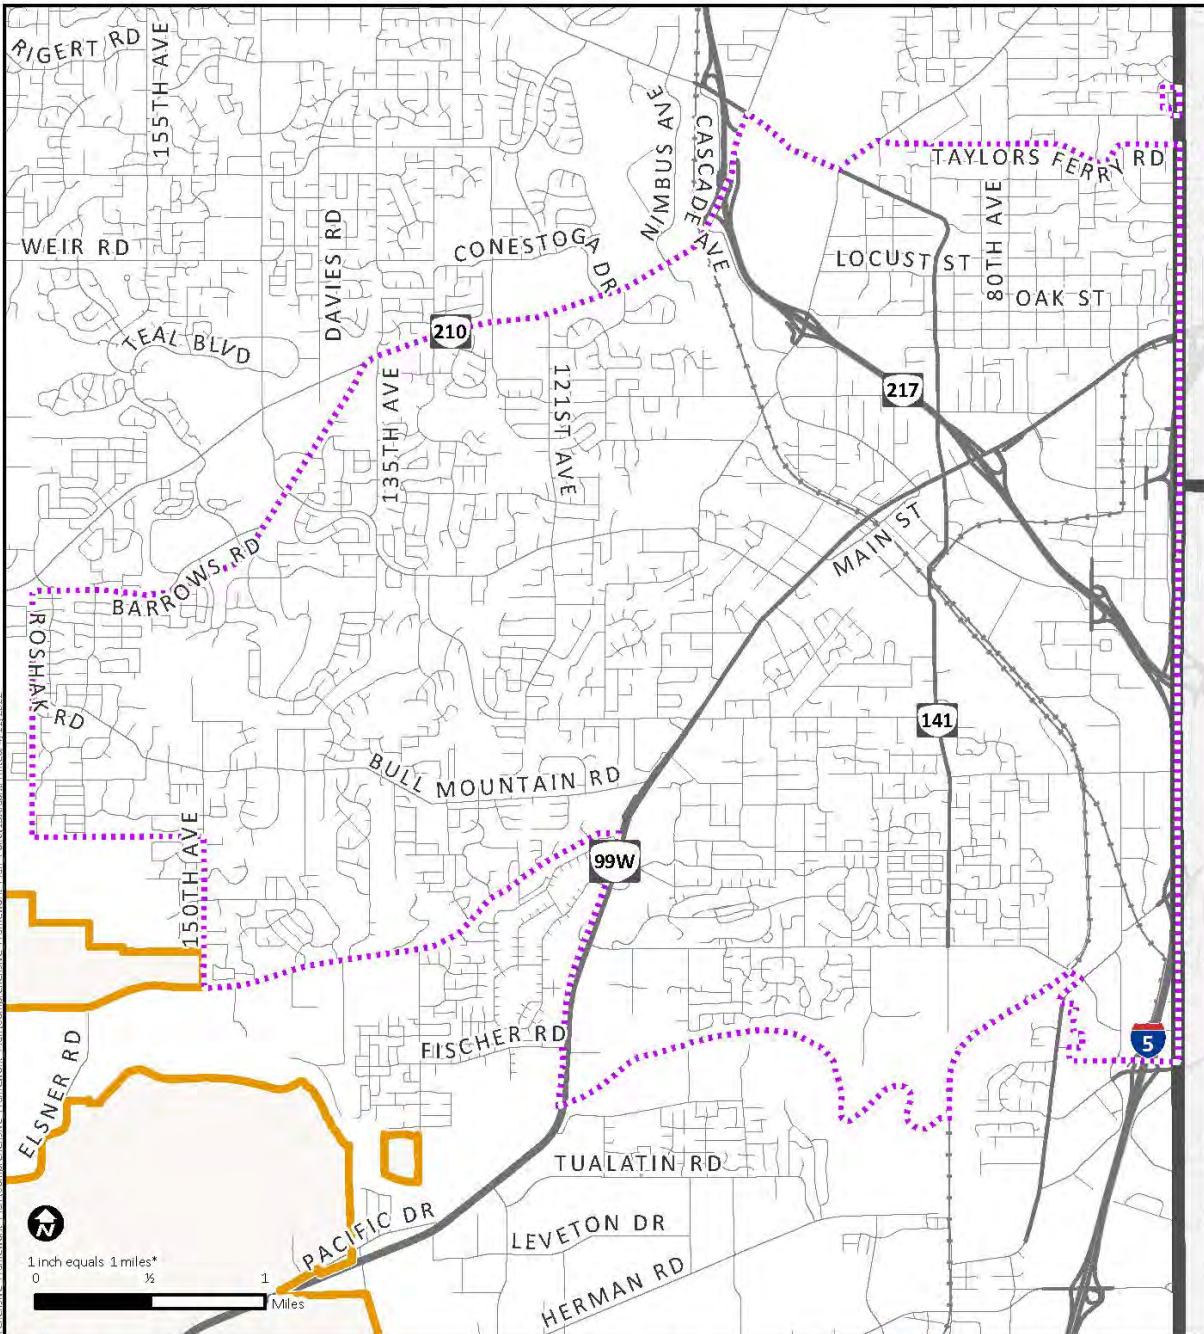 RIGERT RD
155TH AVE
NIMBUS AVE
CASCADE AVE
TAYLORS FERRY RD
80TH AVE
WEIR RD
DAVIES RD
CONESTOGA DR
LOCUST ST
OAK ST
210
TEAL BLVD
135TH AVE
121ST AVE
217
MAIN ST
BARROWS RD
ROSHAK RD
141
BULL MOUNTAIN RD
150TH AVE
99W
FISCHER RD
5
ELSNER RD
TUALATIN RD
PACIFIC DR
LEVETON DR
HERMAN RD
N
1 inch equals 1 miles*
0 ½ 1
Miles